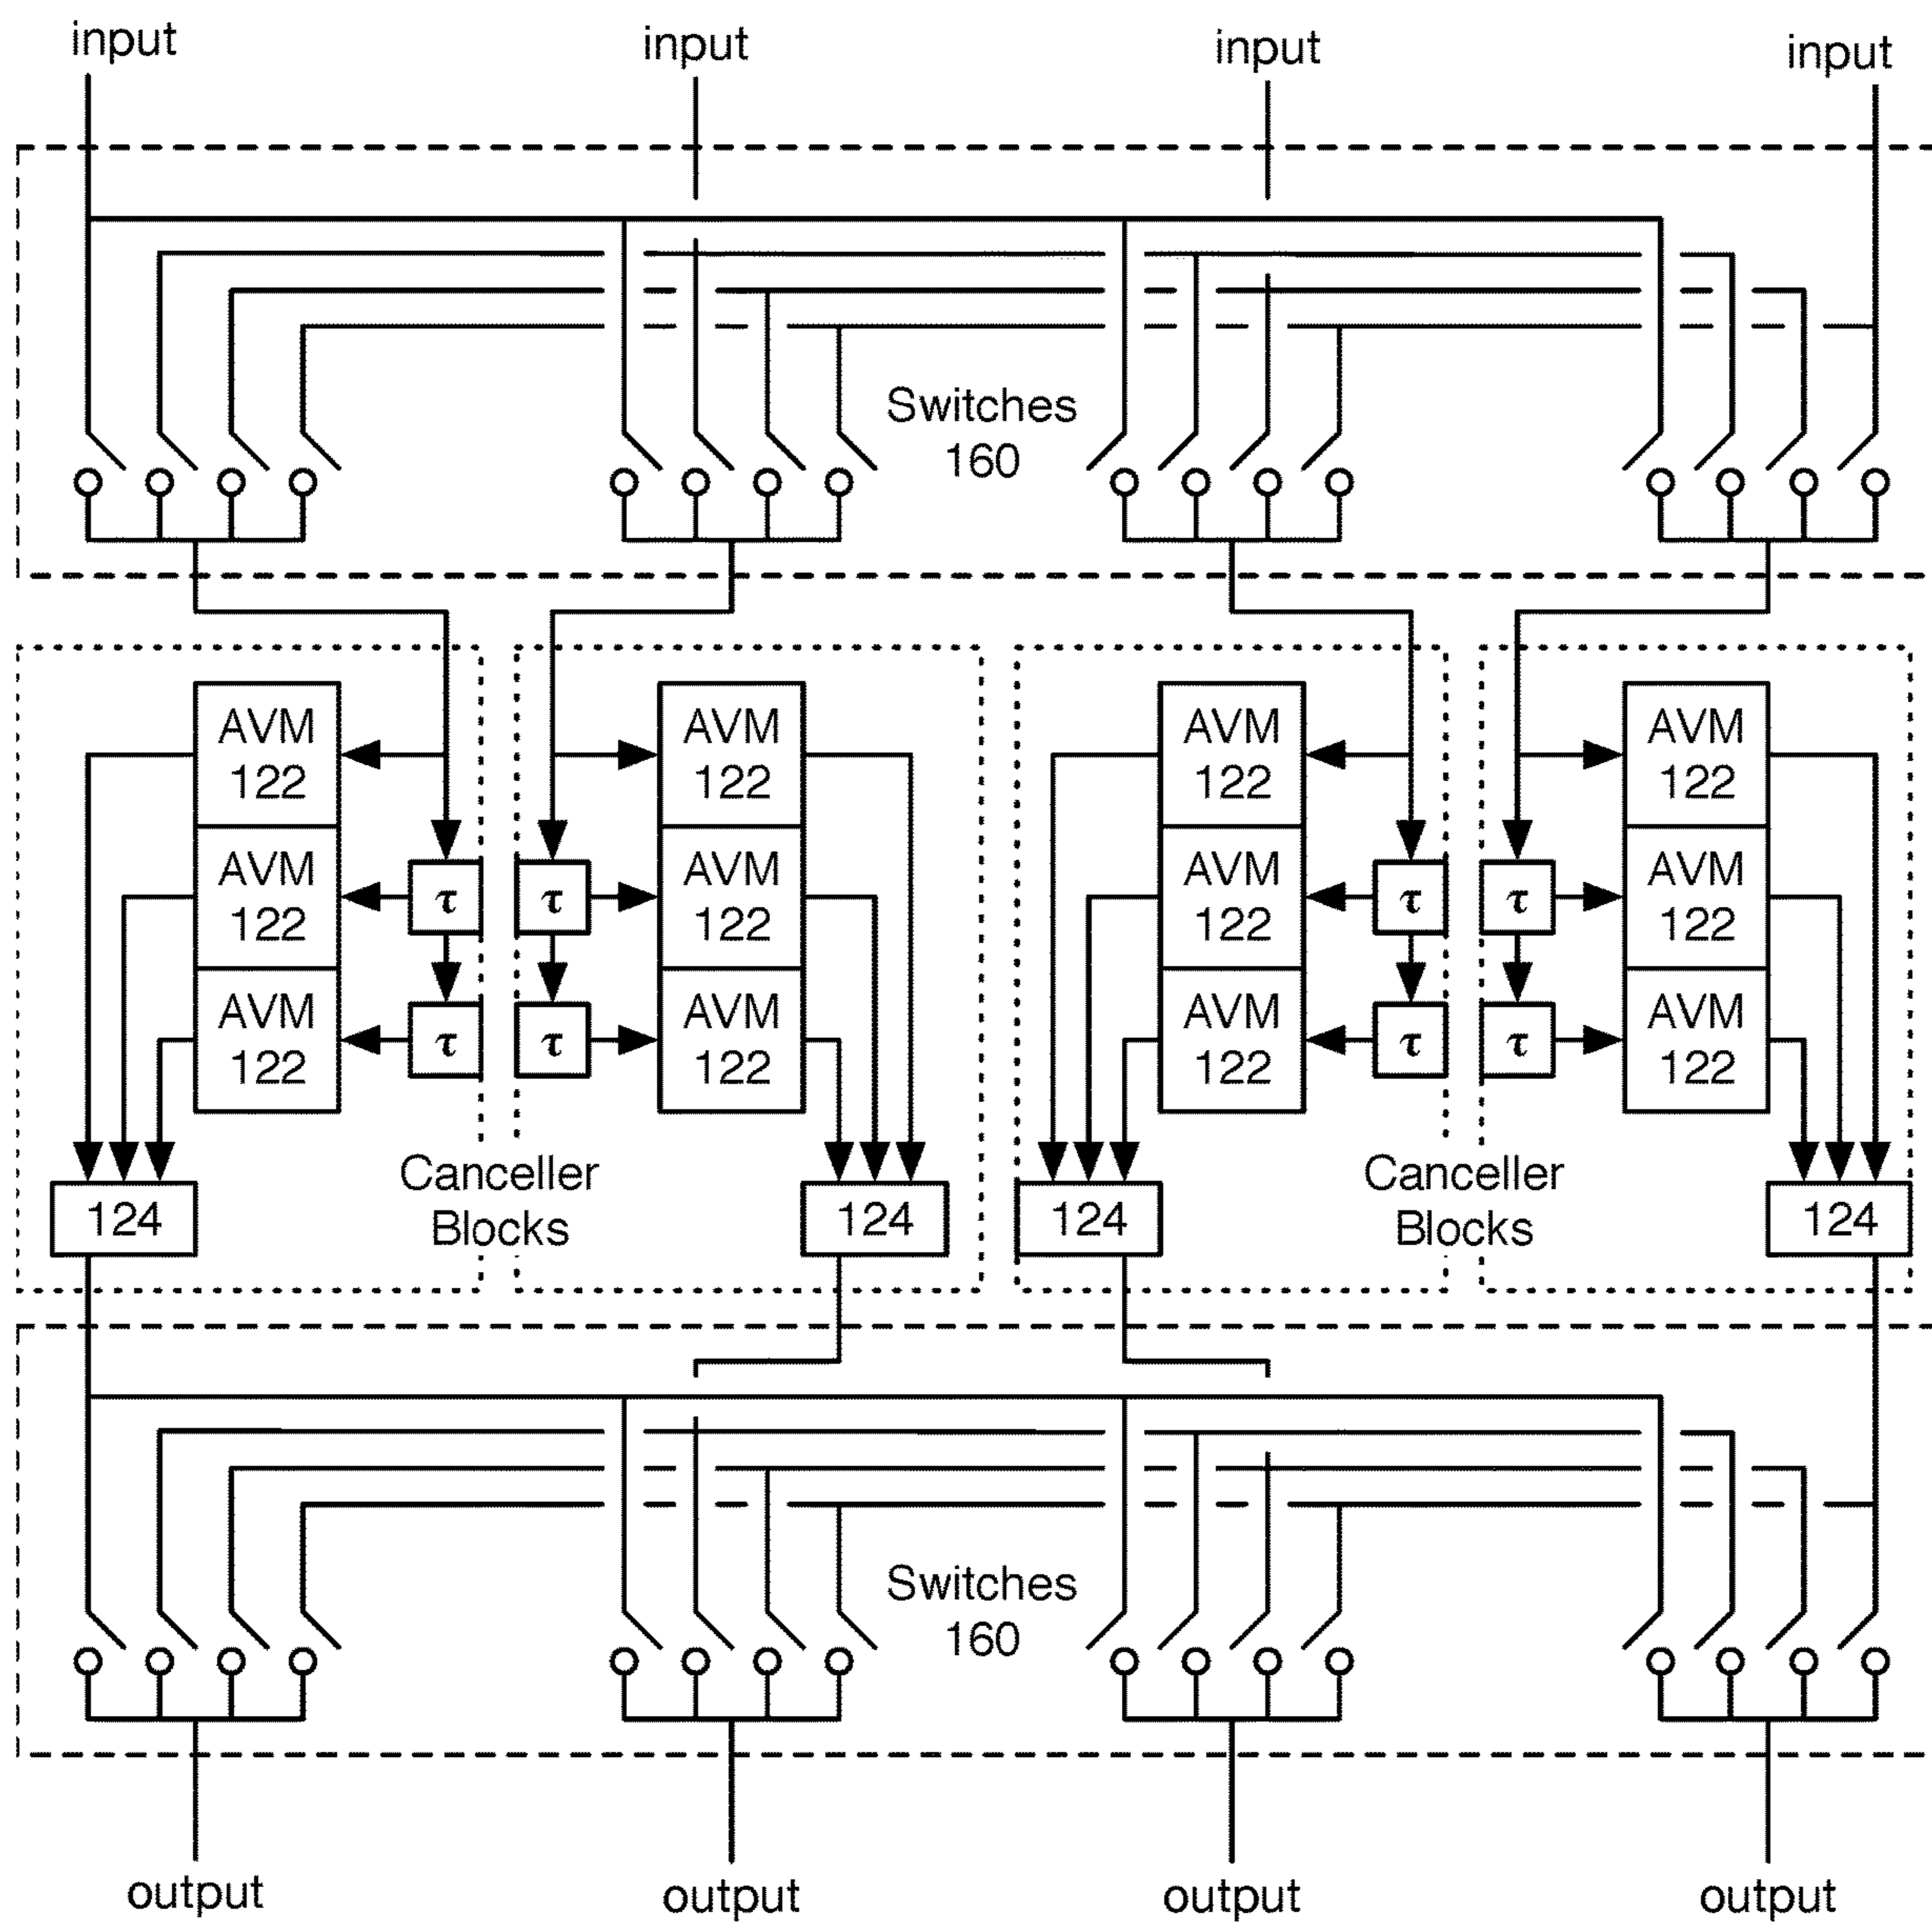 input
input
input
input
Switches
160
AVM
122
AVM
122
AVM
122
τ
τ
τ
τ
AVM
122
AVM
122
AVM
122
AVM
122
AVM
122
AVM
122
τ
τ
τ
τ
AVM
122
AVM
122
AVM
122
124
Canceller
Blocks
124
124
Canceller
Blocks
124
Switches
160
output
output
output
output